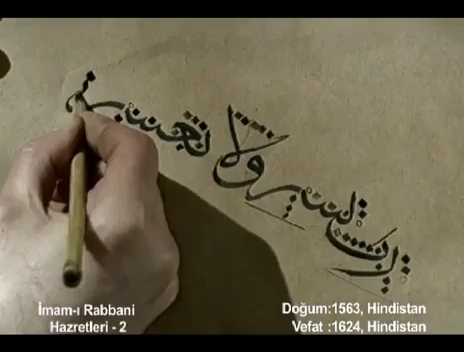 رب يسر ولا تعسر
İmam-ı Rabbani
Hazretleri - 2
Doğum:1563, Hindistan
Vefat :1624, Hindistan